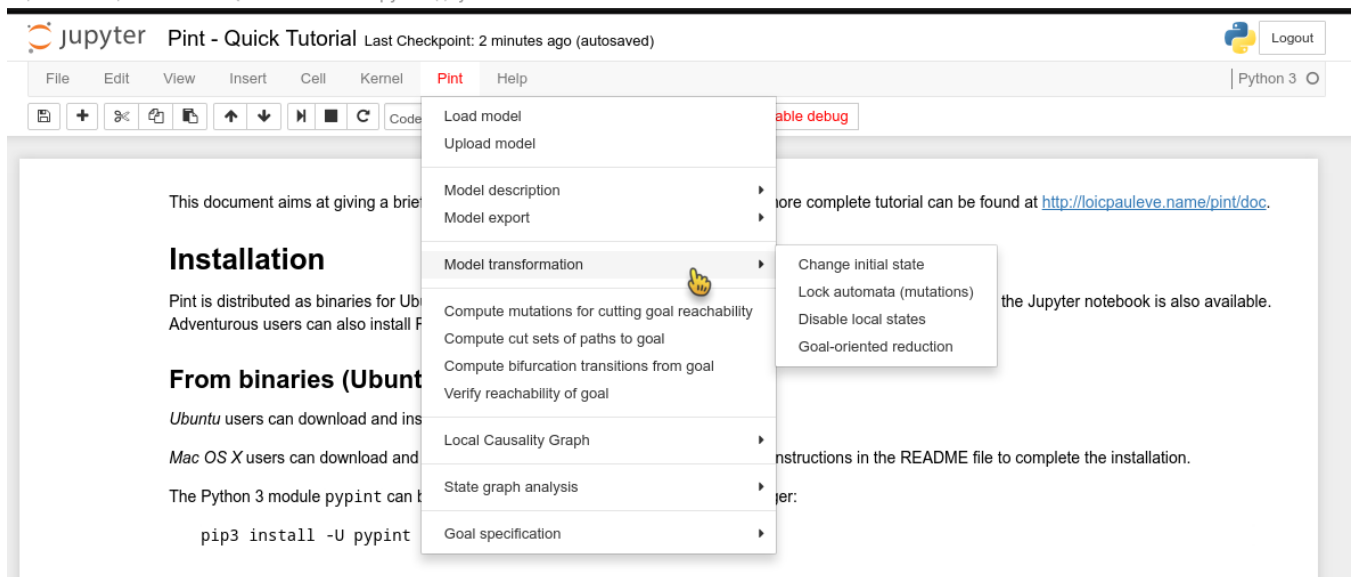 jupyter Pint - Quick Tutorial Last Checkpoint: 2 minutes ago (autosaved) Logout
File Edit View Insert Cell Kernel Pint Help Python 3
Code able debug
Load model
Upload model
Model description
Model export
Model transformation
Compute mutations for cutting goal reachability
Compute cut sets of paths to goal
Compute bifurcation transitions from goal
Verify reachability of goal
Local Causality Graph
State graph analysis
Goal specification
Change initial state
Lock automata (mutations)
Disable local states
Goal-oriented reduction
This document aims at giving a brie ore complete tutorial can be found at http://loicpauleve.name/pint/doc.
Installation
Pint is distributed as binaries for Ub the Jupyter notebook is also available.
Adventurous users can also install
From binaries (Ubunt
Ubuntu users can download and ins
Mac OS X users can download and nstructions in the README file to complete the installation.
The Python 3 module pypint can b ger:
pip3 install -U pypint